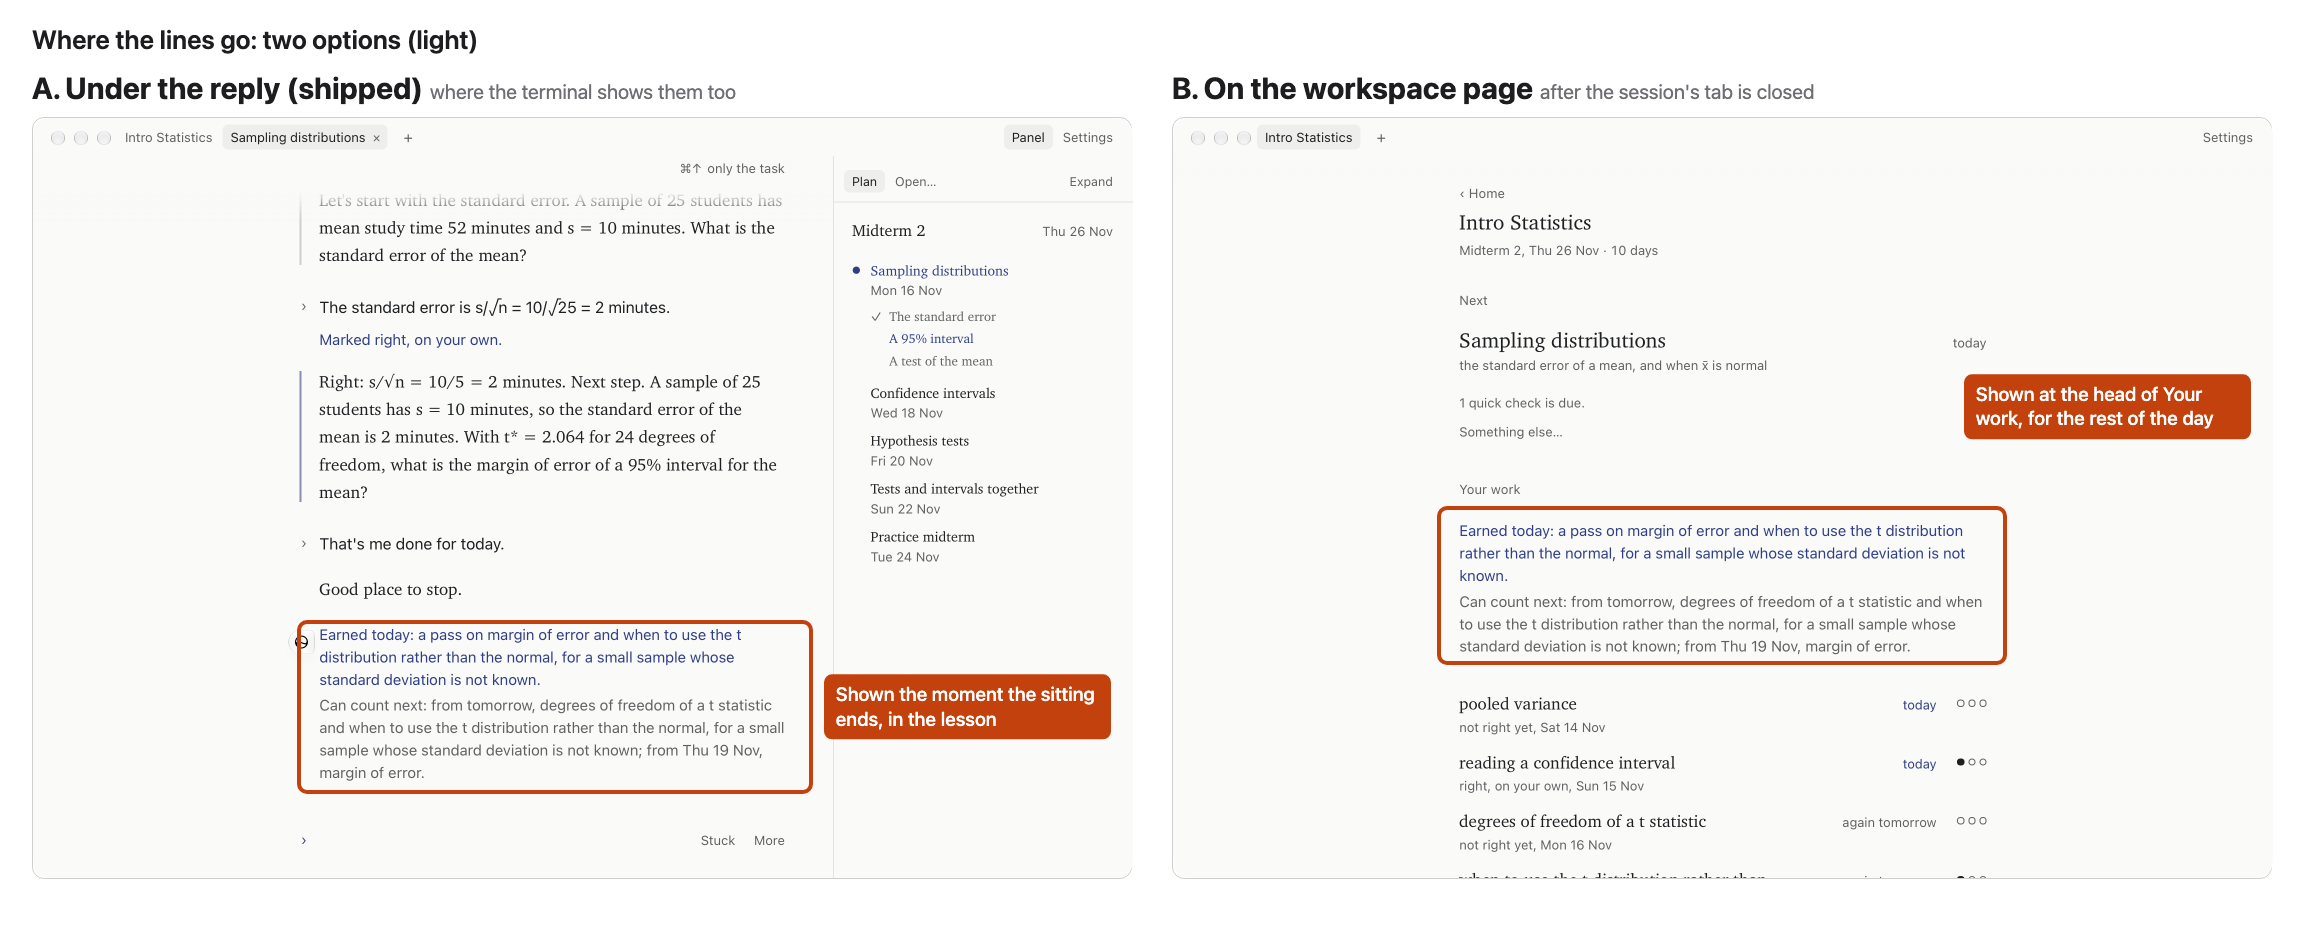 Where the lines go: two options (light)
A. Under the reply (shipped) where the terminal shows them too
Intro Statistics
Sampling distributions ×
+
Panel
Settings
⌘↑ only the task
Let's start with the standard error. A sample of 25 students has
mean study time 52 minutes and s = 10 minutes. What is the
standard error of the mean?
› The standard error is s/√n = 10/√25 = 2 minutes.
Marked right, on your own.
Right: s/√n = 10/5 = 2 minutes. Next step. A sample of 25
students has s = 10 minutes, so the standard error of the
mean is 2 minutes. With t* = 2.064 for 24 degrees of
freedom, what is the margin of error of a 95% interval for the
mean?
› That's me done for today.
Good place to stop.
Earned today: a pass on margin of error and when to use the t
distribution rather than the normal, for a small sample whose
standard deviation is not known.
Can count next: from tomorrow, degrees of freedom of a t statistic
and when to use the t distribution rather than the normal, for a small
sample whose standard deviation is not known; from Thu 19 Nov,
margin of error.
›
Stuck
More
Plan
Open...
Expand
Midterm 2
Thu 26 Nov
Sampling distributions
Mon 16 Nov
✓ The standard error
A 95% interval
A test of the mean
Confidence intervals
Wed 18 Nov
Hypothesis tests
Fri 20 Nov
Tests and intervals together
Sun 22 Nov
Practice midterm
Tue 24 Nov
Shown the moment the sitting
ends, in the lesson
B. On the workspace page after the session's tab is closed
Intro Statistics
+
Settings
‹ Home
Intro Statistics
Midterm 2, Thu 26 Nov · 10 days
Next
Sampling distributions
today
the standard error of a mean, and when x̄ is normal
1 quick check is due.
Something else...
Shown at the head of Your
work, for the rest of the day
Your work
Earned today: a pass on margin of error and when to use the t distribution
rather than the normal, for a small sample whose standard deviation is not
known.
Can count next: from tomorrow, degrees of freedom of a t statistic and when
to use the t distribution rather than the normal, for a small sample whose
standard deviation is not known; from Thu 19 Nov, margin of error.
pooled variance
today
not right yet, Sat 14 Nov
reading a confidence interval
today
right, on your own, Sun 15 Nov
degrees of freedom of a t statistic
again tomorrow
not right yet, Mon 16 Nov
when to use the t distribution rather than